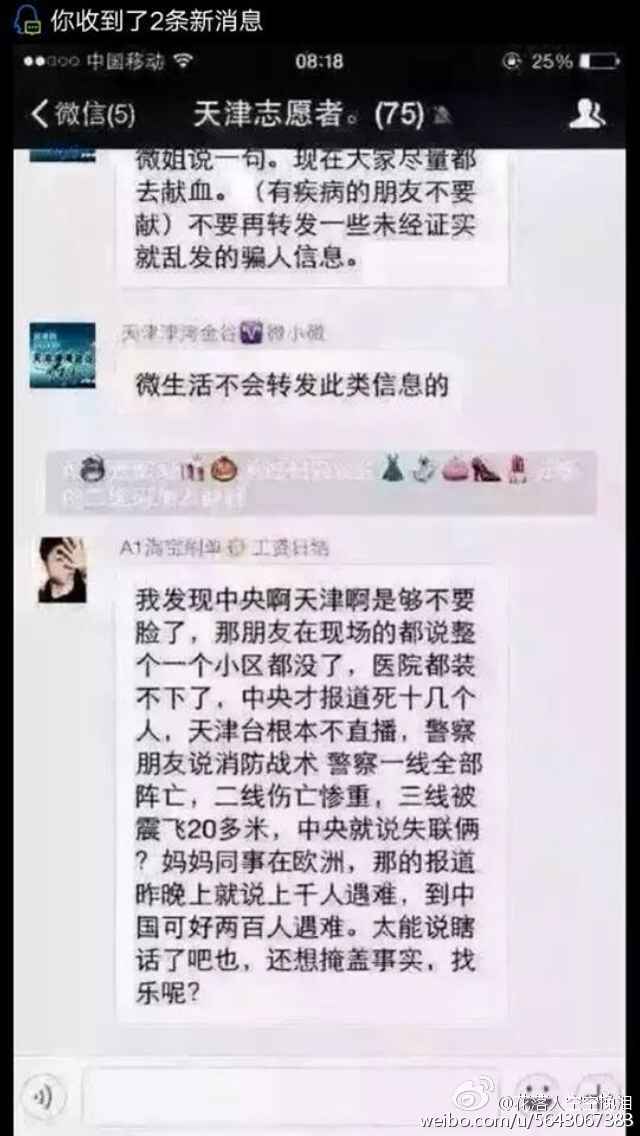 你收到了2条新消息
中国移动 08:18 25%
微信(5) 天津志愿者。(75)
微姐说一句。现在大家尽量都
去献血。（有疾病的朋友不要
献）不要再转发一些未经证实
就乱发的骗人信息。
天津津湾金谷 微小微
微生活不会转发此类信息的
A1淘宝刷单 工资日结
我发现中央啊天津啊是够不要
脸了，那朋友在现场的都说整
个一个小区都没了，医院都装
不下了，中央才报道死十几个
人，天津台根本不直播，警察
朋友说消防战术 警察一线全部
阵亡，二线伤亡惨重，三线被
震飞20多米，中央就说失联俩
？妈妈同事在欧洲，那的报道
昨晚上就说上千人遇难，到中
国可好两百人遇难。太能说瞎
话了吧也，还想掩盖事实，找
乐呢？
@花落人空空惆泪
weibo.com/u/5643067383